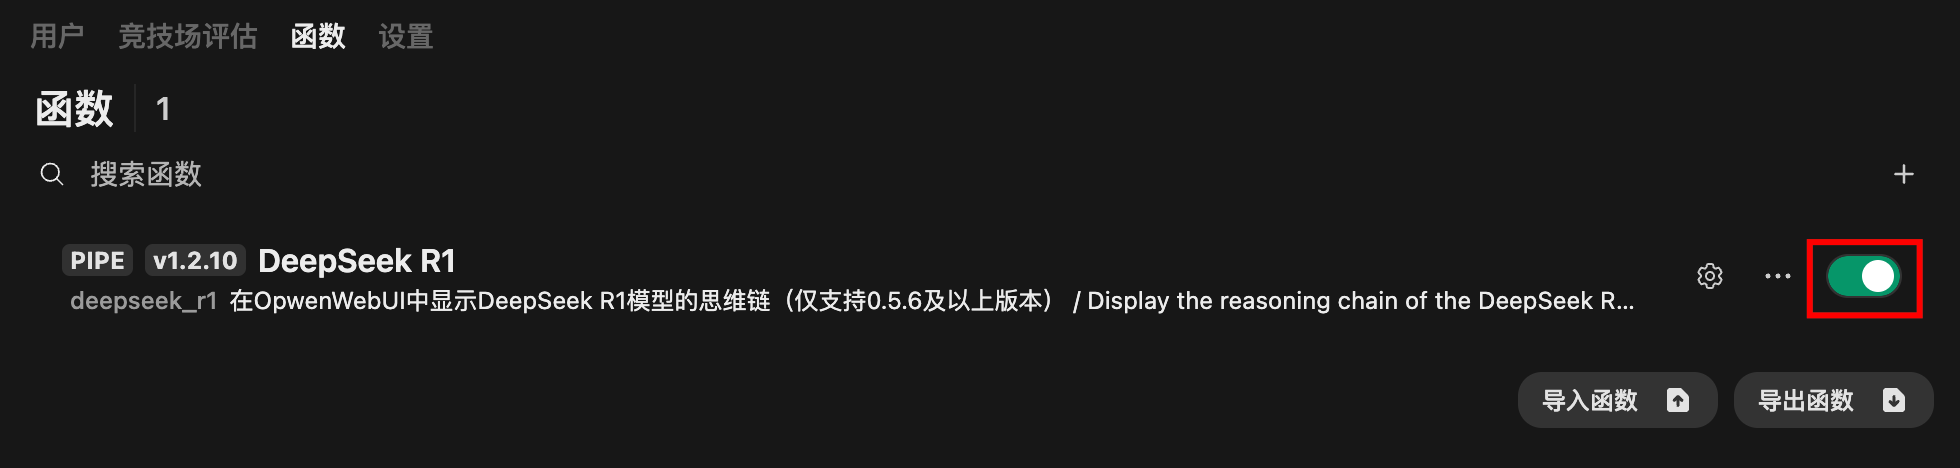 用户 竞技场评估 函数 设置
函数 1
搜索函数
PIPE v1.2.10 DeepSeek R1
deepseek_r1 在OpwenWebUI中显示DeepSeek R1模型的思维链（仅支持0.5.6及以上版本） / Display the reasoning chain of the DeepSeek R...
导入函数 导出函数